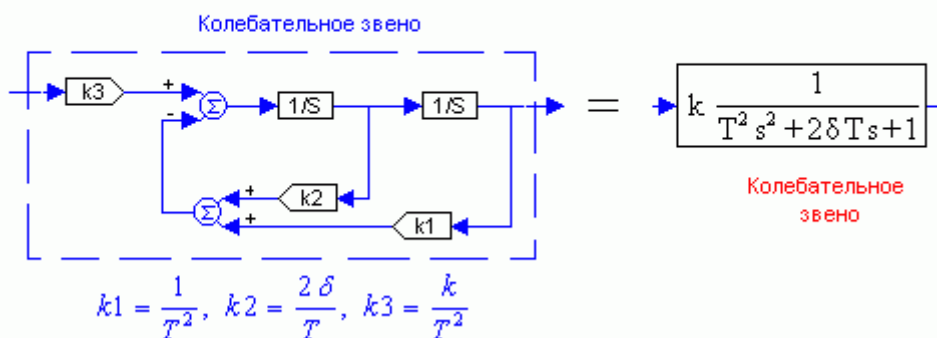 Колебательное звено
k3
+
-
Σ
1/S
1/S
=
k 1/(T² s² + 2δ T s + 1)
Σ
+
k2
+
k1
Колебательное
звено
k1 = 1/T², k2 = 2δ/T, k3 = k/T²